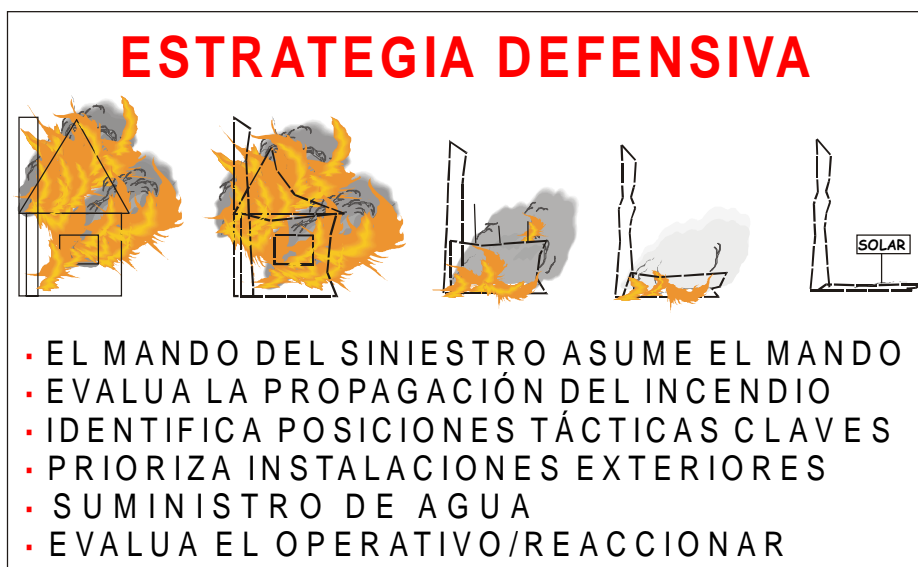 ESTRATEGIA DEFENSIVA
SOLAR
· EL MANDO DEL SINIESTRO ASUME EL MANDO
· EVALUA LA PROPAGACIÓN DEL INCENDIO
· IDENTIFICA POSICIONES TÁCTICAS CLAVES
· PRIORIZA INSTALACIONES EXTERIORES
· SUMINISTRO DE AGUA
· EVALUA EL OPERATIVO/REACCIONAR